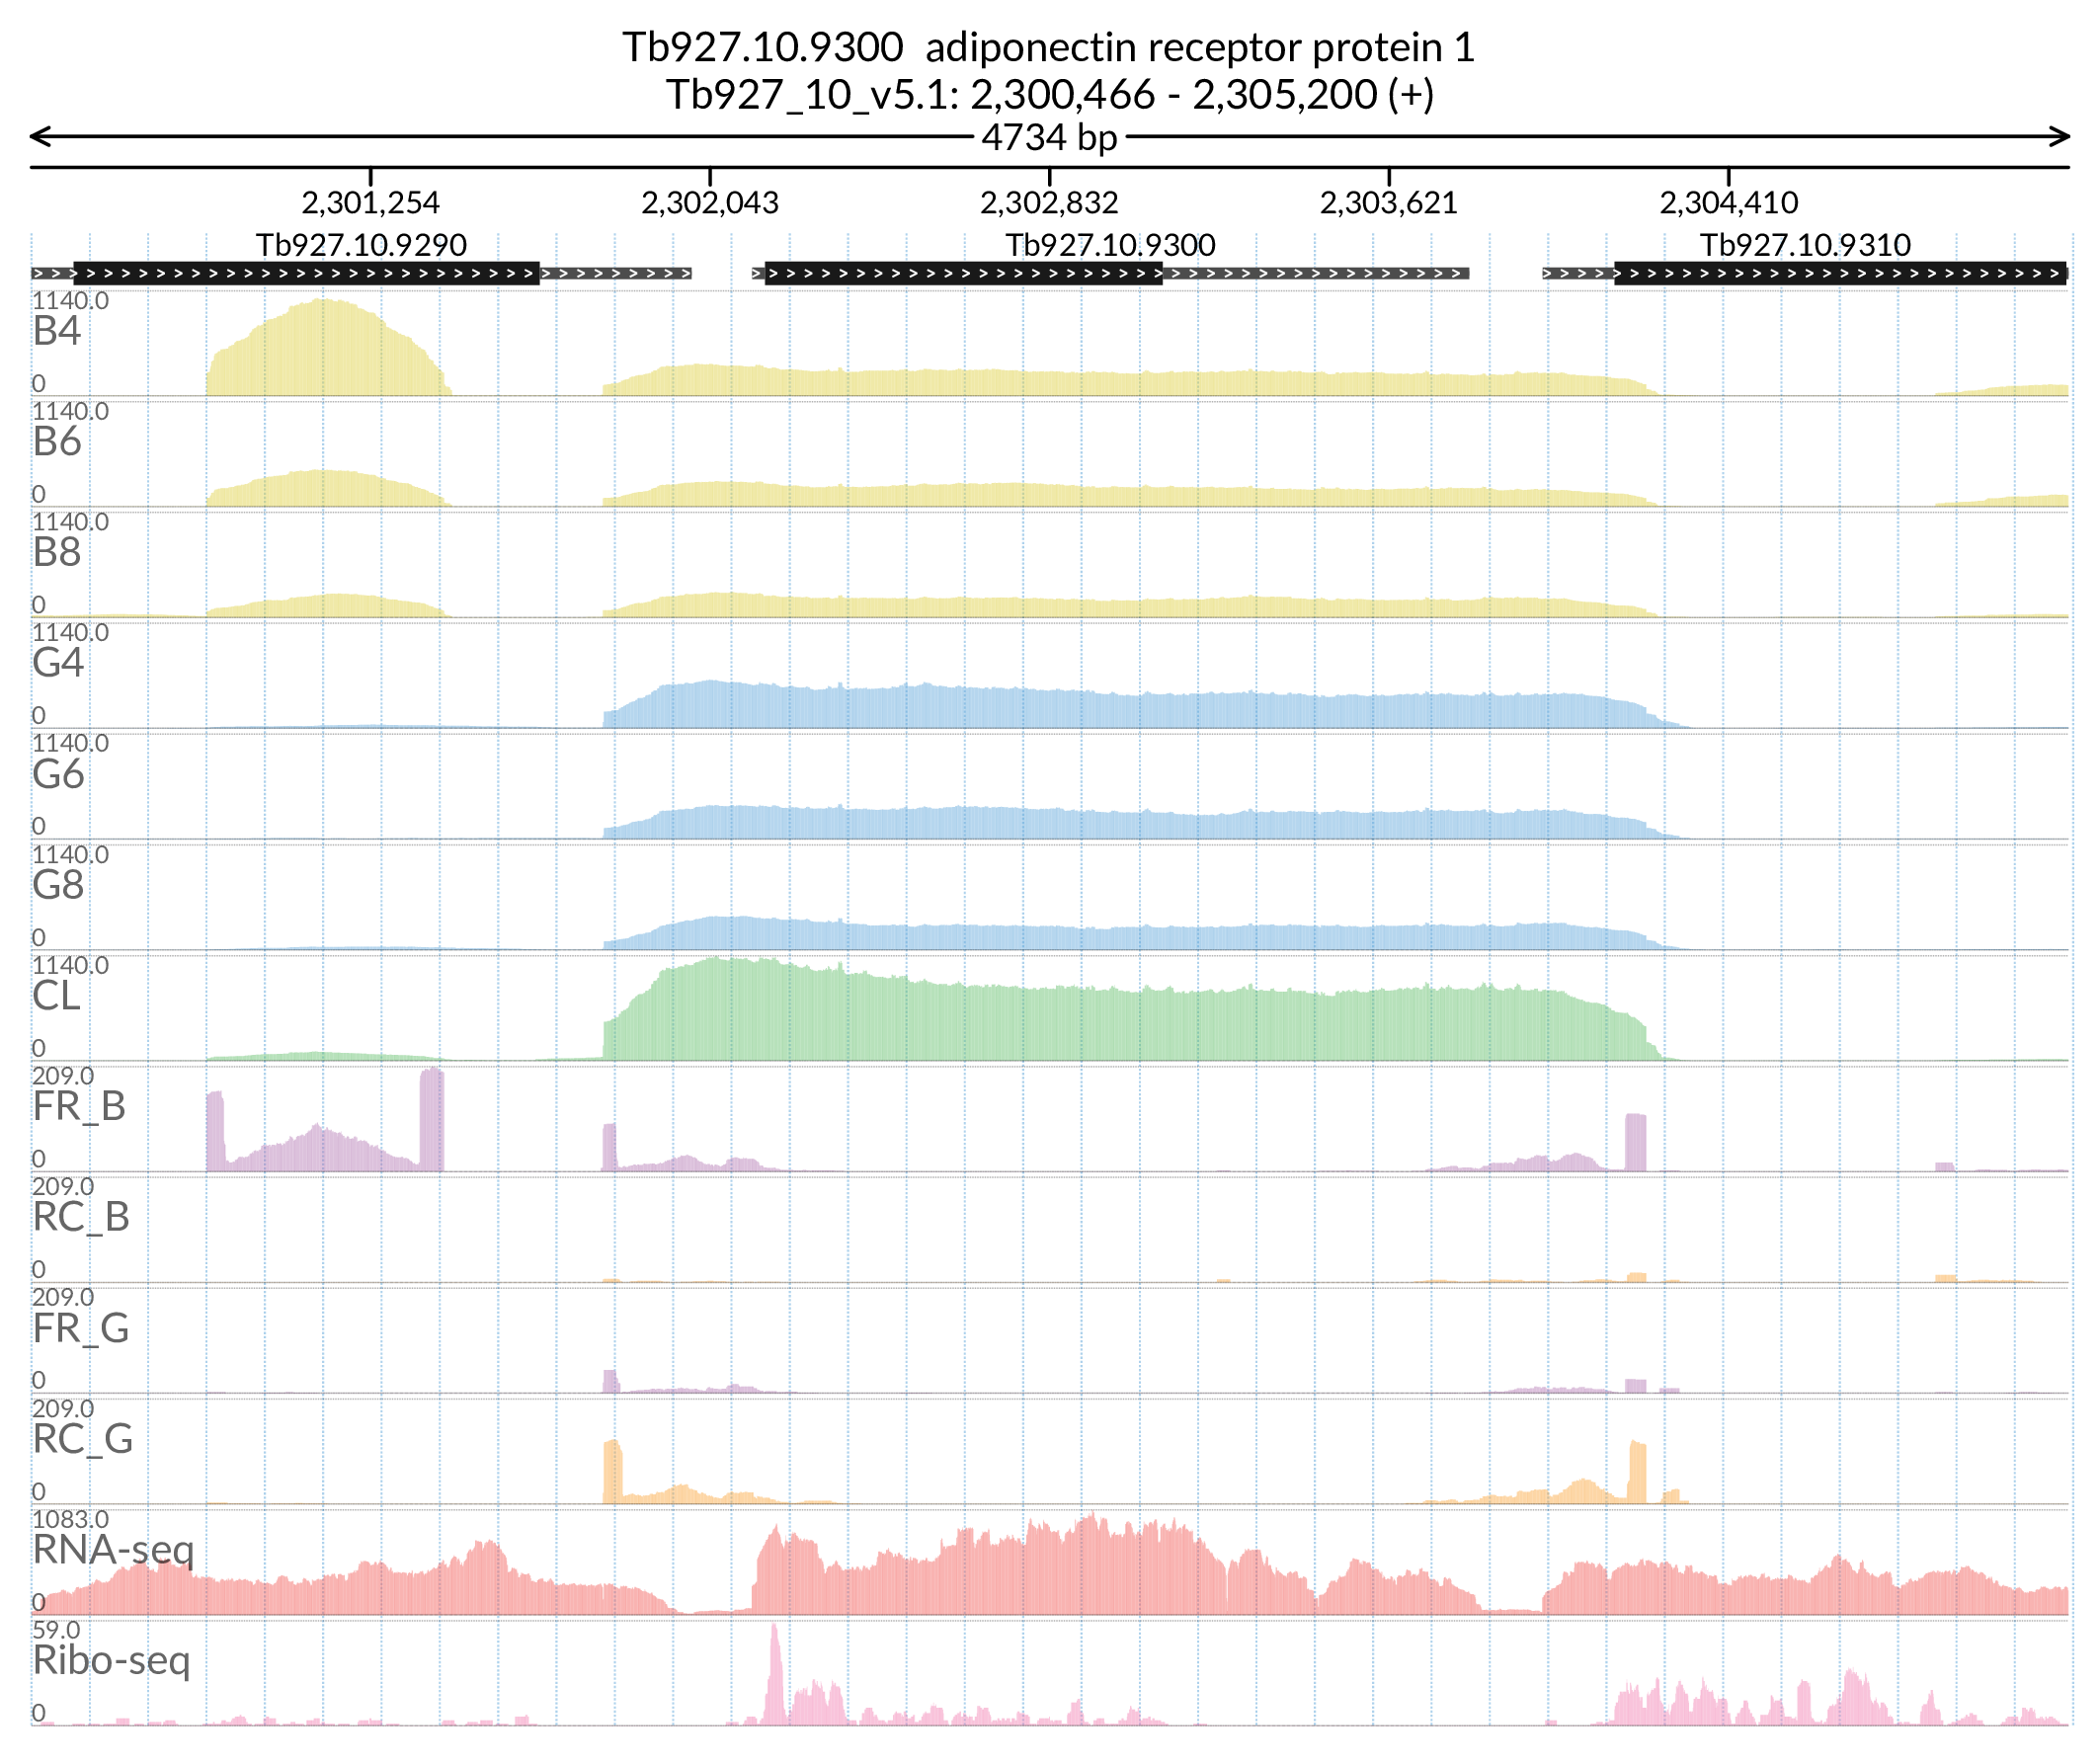 Tb927.10.9300  adiponectin receptor protein 1
Tb927_10_v5.1: 2,300,466 - 2,305,200 (+)
4734 bp
2,301,254 2,302,043 2,302,832 2,303,621 2,304,410
Tb927.10.9290 Tb927.10.9300 Tb927.10.9310
1140.0
B4
0
1140.0
B6
0
1140.0
B8
0
1140.0
G4
0
1140.0
G6
0
1140.0
G8
0
1140.0
CL
0
209.0
FR_B
0
209.0
RC_B
0
209.0
FR_G
0
209.0
RC_G
0
1083.0
RNA-seq
0
59.0
Ribo-seq
0